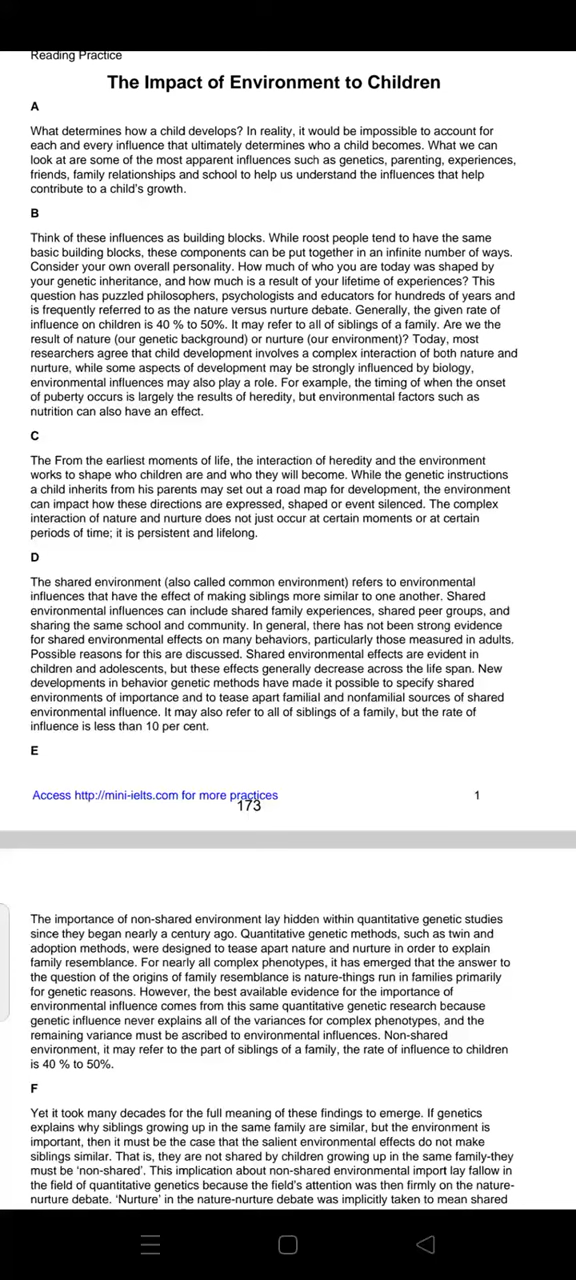 Reading Practice
The Impact of Environment to Children
A
What determines how a child develops? In reality, it would be impossible to account for
each and every influence that ultimately determines who a child becomes. What we can
look at are some of the most apparent influences such as genetics, parenting, experiences,
friends, family relationships and school to help us understand the influences that help
contribute to a child's growth.
B
Think of these influences as building blocks. While roost people tend to have the same
basic building blocks, these components can be put together in an infinite number of ways.
Consider your own overall personality. How much of who you are today was shaped by
your genetic inheritance, and how much is a result of your lifetime of experiences? This
question has puzzled philosophers, psychologists and educators for hundreds of years and
is frequently referred to as the nature versus nurture debate. Generally, the given rate of
influence on children is 40 % to 50%. It may refer to all of siblings of a family. Are we the
result of nature (our genetic background) or nurture (our environment)? Today, most
researchers agree that child development involves a complex interaction of both nature and
nurture, while some aspects of development may be strongly influenced by biology,
environmental influences may also play a role. For example, the timing of when the onset
of puberty occurs is largely the results of heredity, but environmental factors such as
nutrition can also have an effect.
C
The From the earliest moments of life, the interaction of heredity and the environment
works to shape who children are and who they will become. While the genetic instructions
a child inherits from his parents may set out a road map for development, the environment
can impact how these directions are expressed, shaped or event silenced. The complex
interaction of nature and nurture does not just occur at certain moments or at certain
periods of time; it is persistent and lifelong.
D
The shared environment (also called common environment) refers to environmental
influences that have the effect of making siblings more similar to one another. Shared
environmental influences can include shared family experiences, shared peer groups, and
sharing the same school and community. In general, there has not been strong evidence
for shared environmental effects on many behaviors, particularly those measured in adults.
Possible reasons for this are discussed. Shared environmental effects are evident in
children and adolescents, but these effects generally decrease across the life span. New
developments in behavior genetic methods have made it possible to specify shared
environments of importance and to tease apart familial and nonfamilial sources of shared
environmental influence. It may also refer to all of siblings of a family, but the rate of
influence is less than 10 per cent.
E
Access http://mini-ielts.com for more practices 1
173
The importance of non-shared environment lay hidden within quantitative genetic studies
since they began nearly a century ago. Quantitative genetic methods, such as twin and
adoption methods, were designed to tease apart nature and nurture in order to explain
family resemblance. For nearly all complex phenotypes, it has emerged that the answer to
the question of the origins of family resemblance is nature-things run in families primarily
for genetic reasons. However, the best available evidence for the importance of
environmental influence comes from this same quantitative genetic research because
genetic influence never explains all of the variances for complex phenotypes, and the
remaining variance must be ascribed to environmental influences. Non-shared
environment, it may refer to the part of siblings of a family, the rate of influence to children
is 40 % to 50%.
F
Yet it took many decades for the full meaning of these findings to emerge. If genetics
explains why siblings growing up in the same family are similar, but the environment is
important, then it must be the case that the salient environmental effects do not make
siblings similar. That is, they are not shared by children growing up in the same family-they
must be 'non-shared'. This implication about non-shared environmental import lay fallow in
the field of quantitative genetics because the field's attention was then firmly on the nature-
nurture debate. 'Nurture' in the nature-nurture debate was implicitly taken to mean shared